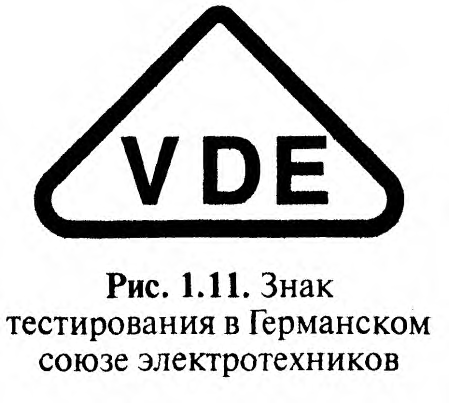 VDE
Рис. 1.11. Знак
тестирования в Германском
союзе электротехников